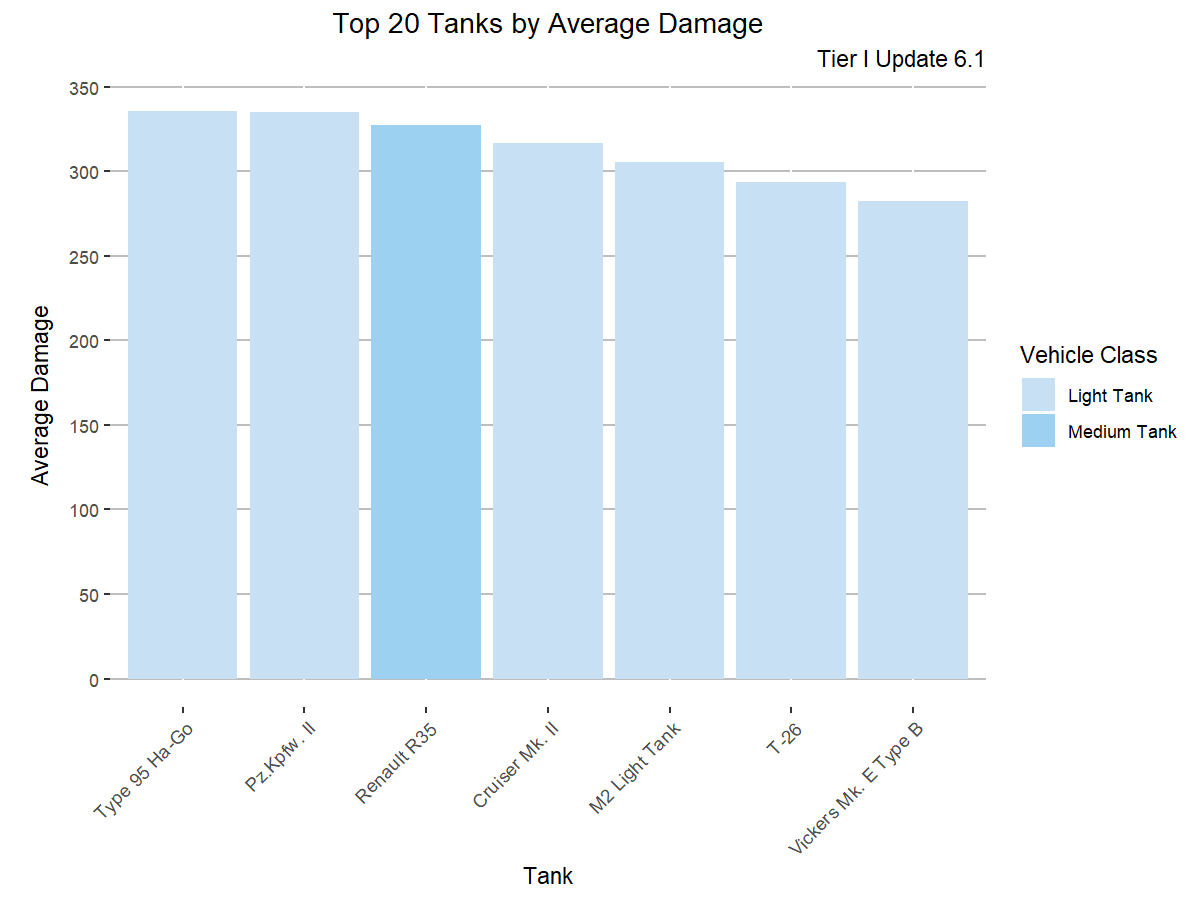 Top 20 Tanks by Average Damage
Tier I Update 6.1
350
300
250
200
150
100
50
0
Average Damage
Type 95 Ha-Go
Pz.Kpfw. II
Renault R35
Cruiser Mk. II
M2 Light Tank
T-26
Vickers Mk. E Type B
Tank
Vehicle Class
Light Tank
Medium Tank